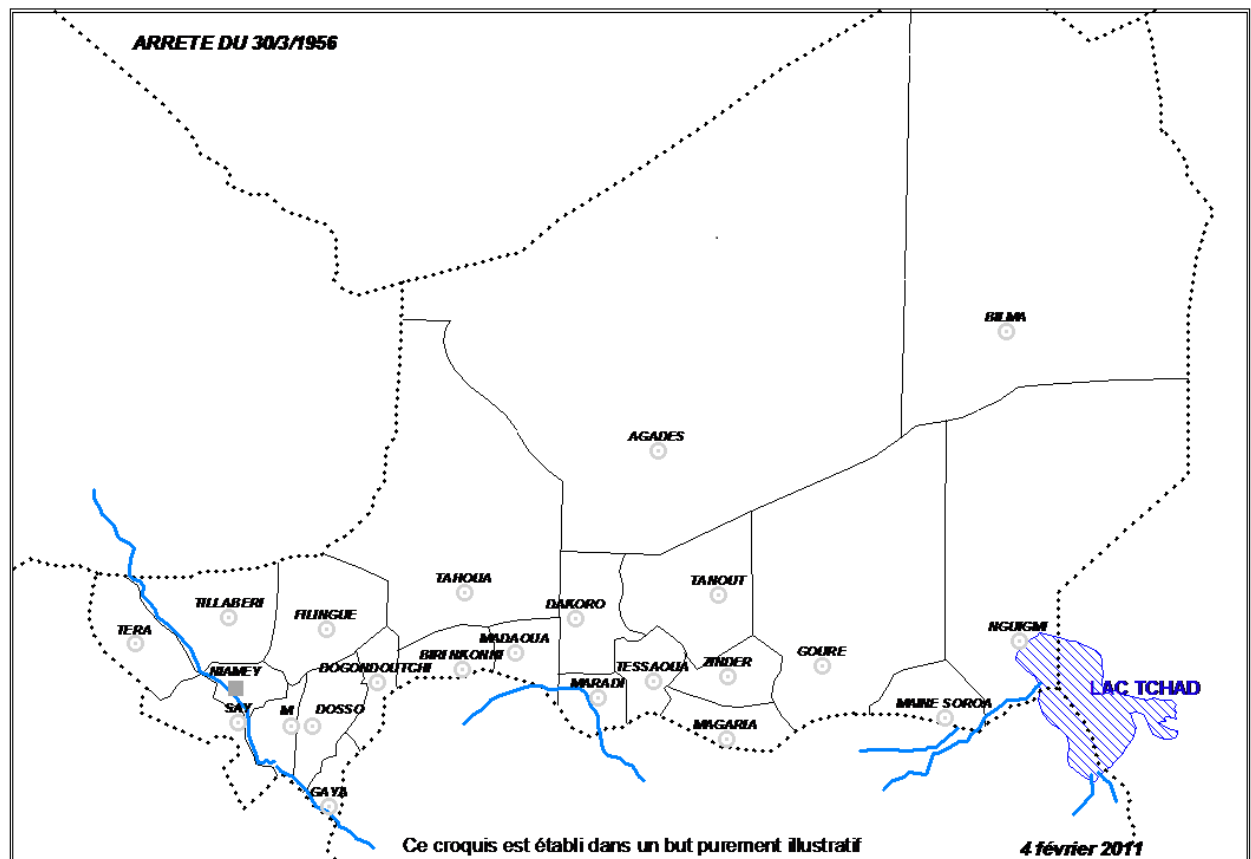 ARRETE DU 30/3/1956
BILMA
AGADES
TAHOUA
TANOUT
TILLABERI
DAKORO
FILINGUE
TERA
NGUIGMI
MADAOUA
BIRI NKONNI
DOGONDOUTCHI
TESSAOUA
ZINDER
GOURE
NIAMEY
MARADI
LAC TCHAD
MAINE SOROA
SAY
M
DOSSO
MAGARIA
GAYA
Ce croquis est établi dans un but purement illustratif
4 février 2011